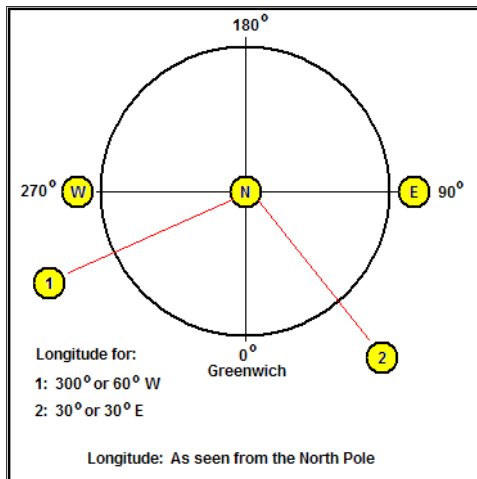 180°
270° W N E 90°
1
2
0°
Greenwich
Longitude for:
1: 300° or 60° W
2: 30° or 30° E
Longitude: As seen from the North Pole